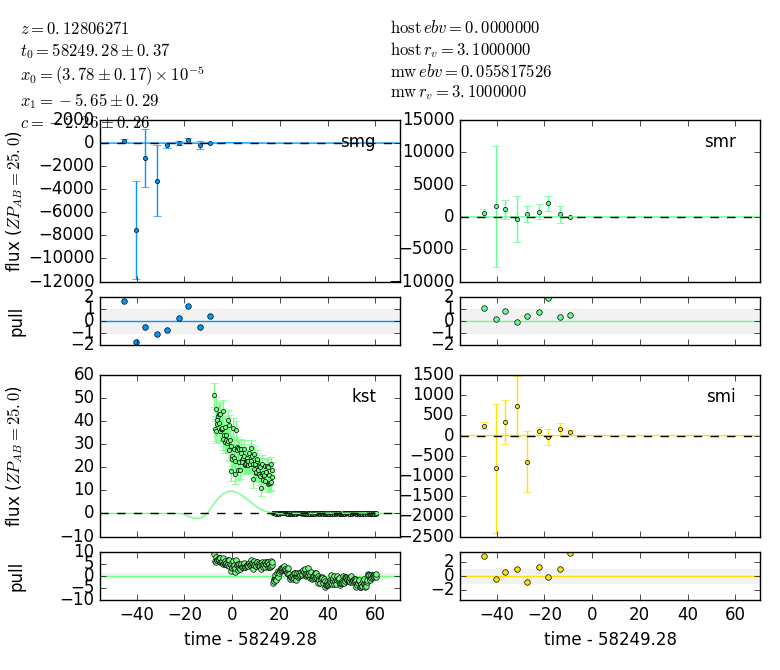 z = 0.12806271
t0 = 58249.28 ± 0.37
x0 = (3.78 ± 0.17) × 10^-5
x1 = −5.65 ± 0.29
host ebv = 0.0000000
host r_v = 3.1000000
mw ebv = 0.055817526
mw r_v = 3.1000000
smg
2000
0
−2000
−4000
−6000
−8000
−10000
−12000
flux (ZP_AB = 25.0)
smr
15000
10000
5000
0
−5000
−10000
pull
2
1
0
−1
−2
2
1
0
−1
−2
kst
60
50
40
30
20
10
0
−10
flux (ZP_AB = 25.0)
smi
1500
1000
500
0
−500
−1000
−1500
−2000
−2500
pull
10
5
0
−5
−10
2
0
−2
−40 −20 0 20 40 60
−40 −20 0 20 40 60
time - 58249.28
time - 58249.28